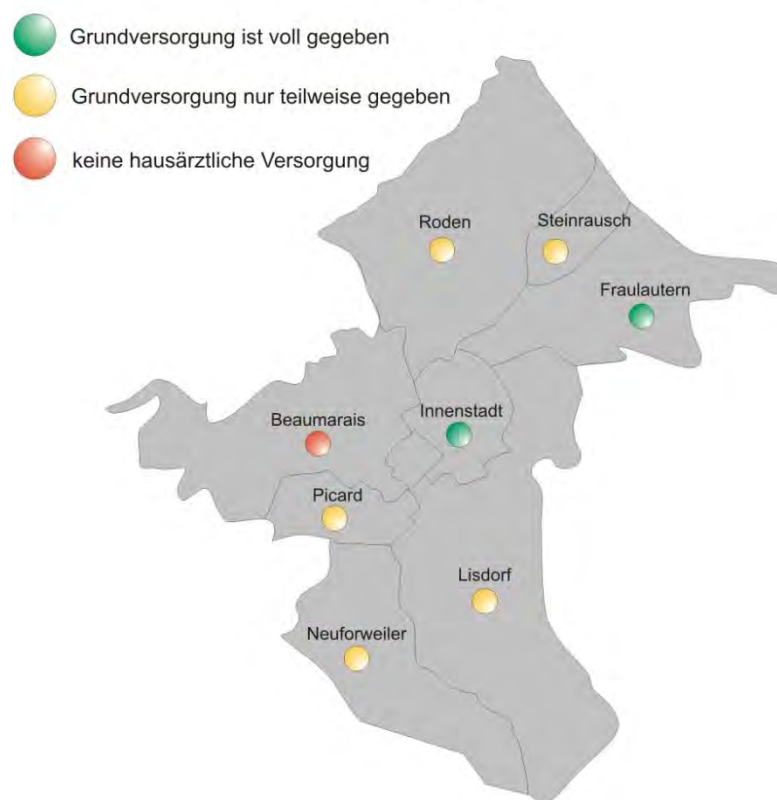 Grundversorgung ist voll gegeben
Grundversorgung nur teilweise gegeben
keine hausärztliche Versorgung
Roden
Steinrausch
Fraulautern
Innenstadt
Beaumarais
Picard
Lisdorf
Neuforweiler